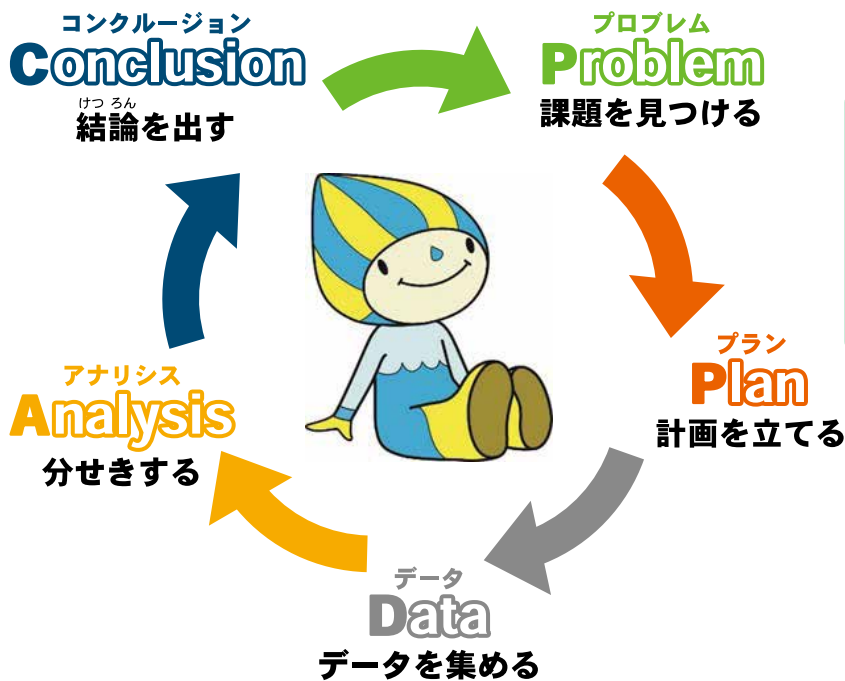 プロブレム
Problem
課題を見つける
プラン
Plan
計画を立てる
データ
Data
データを集める
アナリシス
Analysis
分せきする
コンクルージョン
Conclusion
けつ ろん
結論を出す